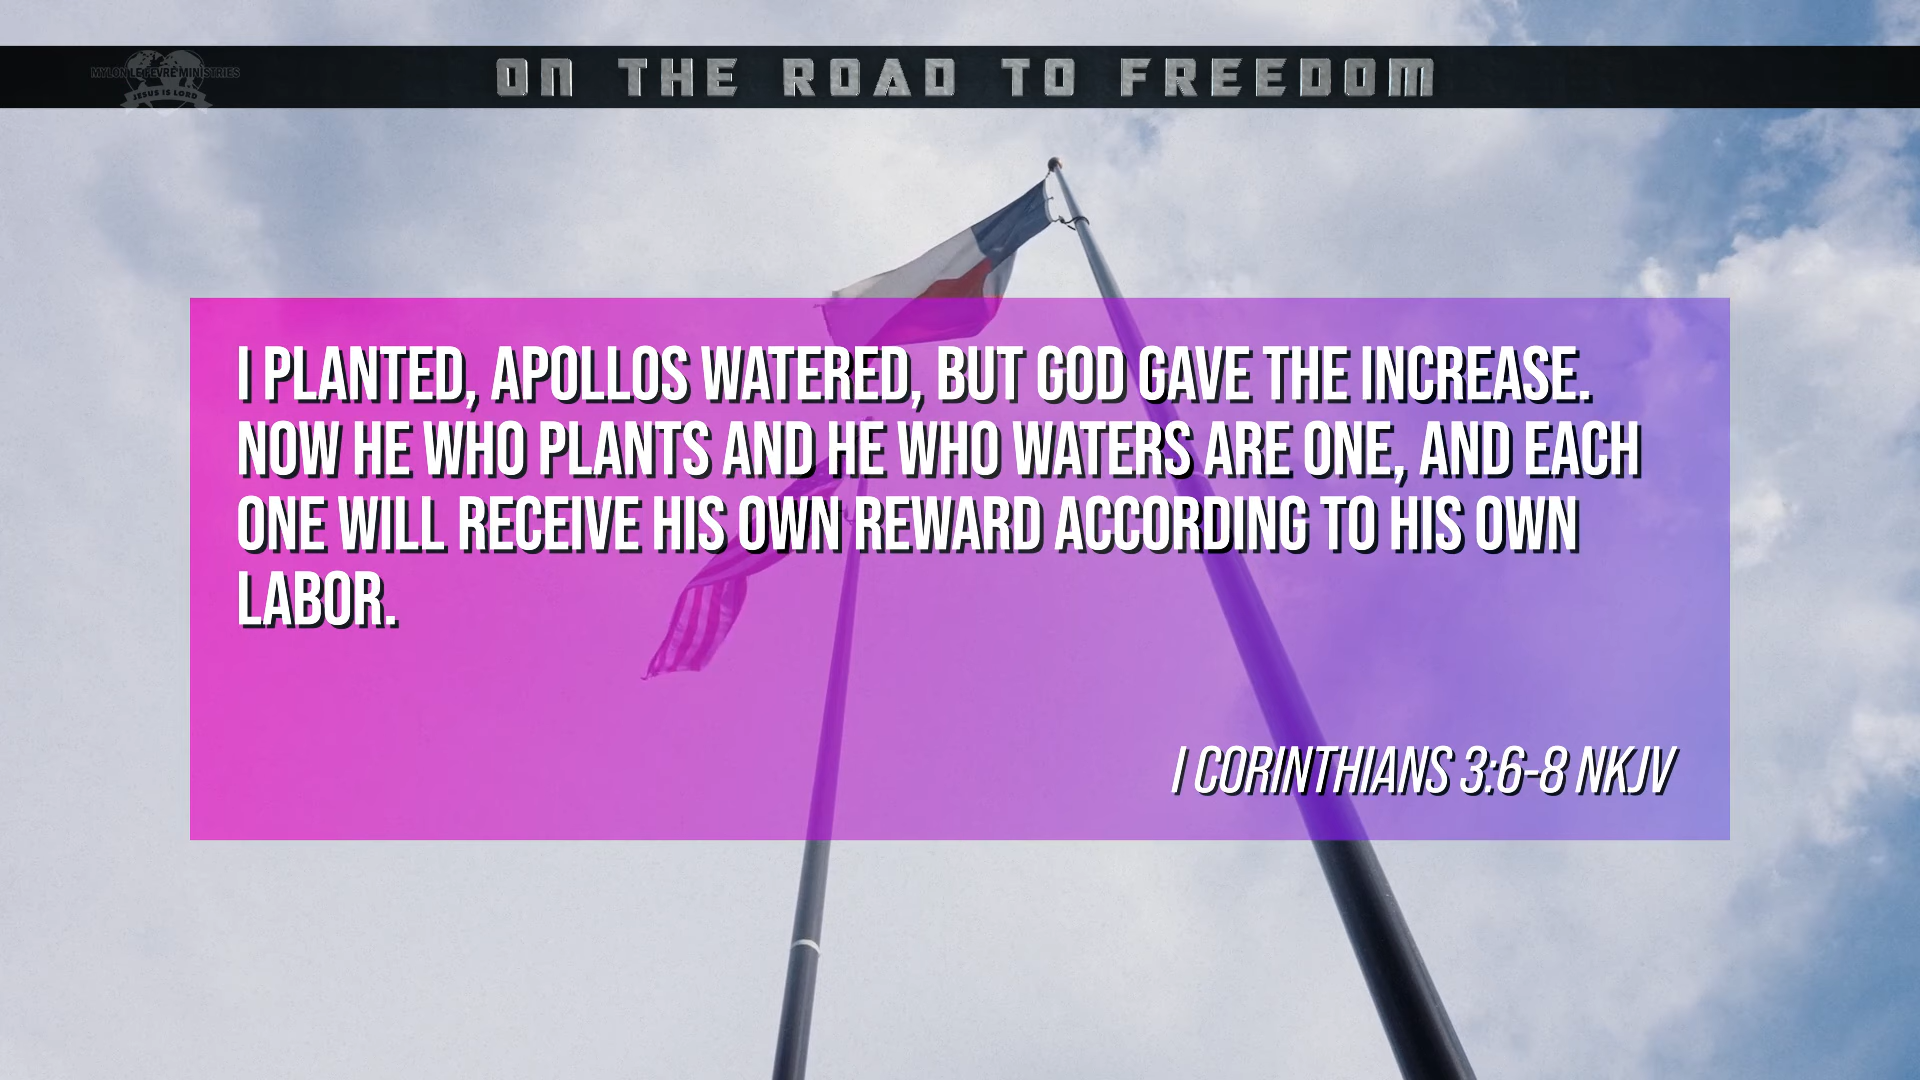 MYLON LE FEVRE MINISTRIES
JESUS IS LORD
ON THE ROAD TO FREEDOM
I PLANTED, APOLLOS WATERED, BUT GOD GAVE THE INCREASE.
NOW HE WHO PLANTS AND HE WHO WATERS ARE ONE, AND EACH
ONE WILL RECEIVE HIS OWN REWARD ACCORDING TO HIS OWN
LABOR.
I CORINTHIANS 3:6-8 NKJV